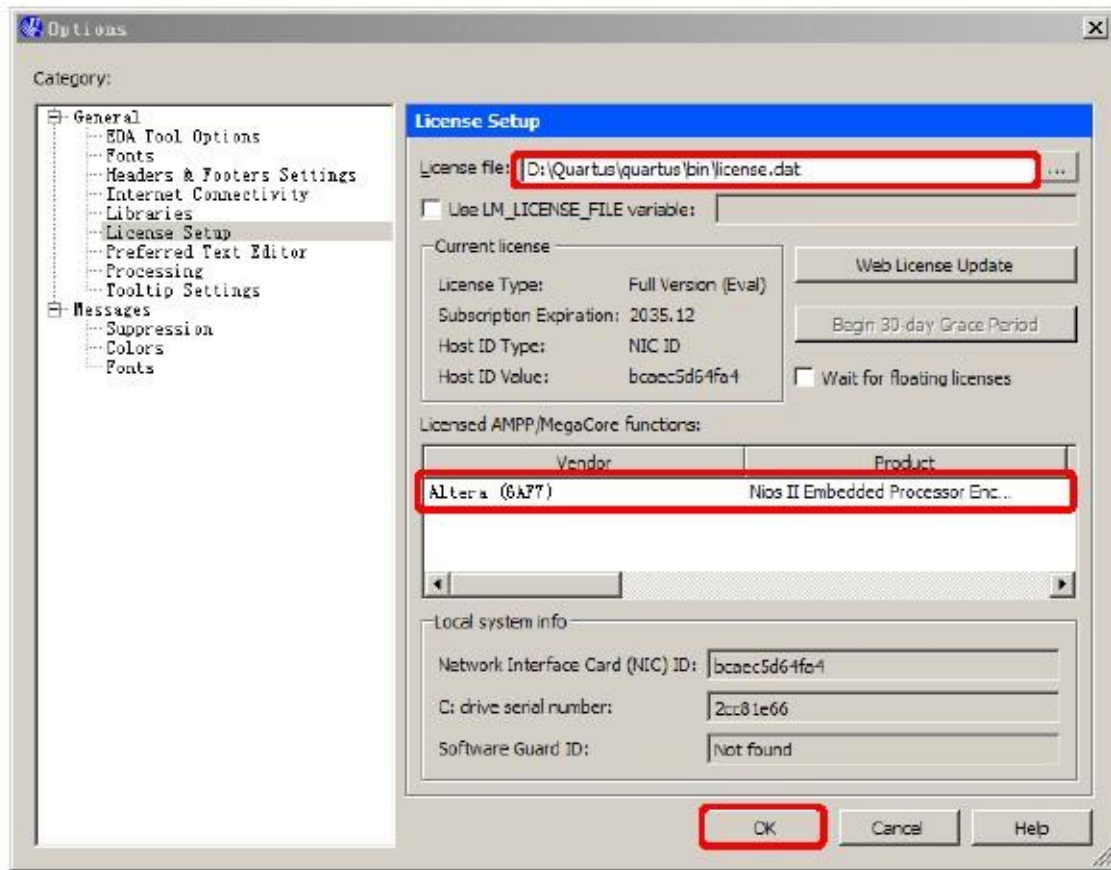 Options
Category:
General
EDA Tool Options
Fonts
Headers & Footers Settings
Internet Connectivity
Libraries
License Setup
Preferred Text Editor
Processing
Tooltip Settings
Messages
Suppression
Colors
Fonts
License Setup
License file: D:\Quartus\quartus\bin\license.dat ...
Use LM_LICENSE_FILE variable:
Current license
License Type: Full Version (Eval)
Subscription Expiration: 2035.12
Host ID Type: NIC ID
Host ID Value: bcaec5d64fa4
Web License Update
Begin 30-day Grace Period
Wait for floating licenses
Licensed AMPP/MegaCore functions:
Vendor Product
Altera (6AF7) Nios II Embedded Processor Enc...
Local system info
Network Interface Card (NIC) ID: bcaec5d64fa4
C: drive serial number: 2cc81e66
Software Guard ID: Not found
OK Cancel Help